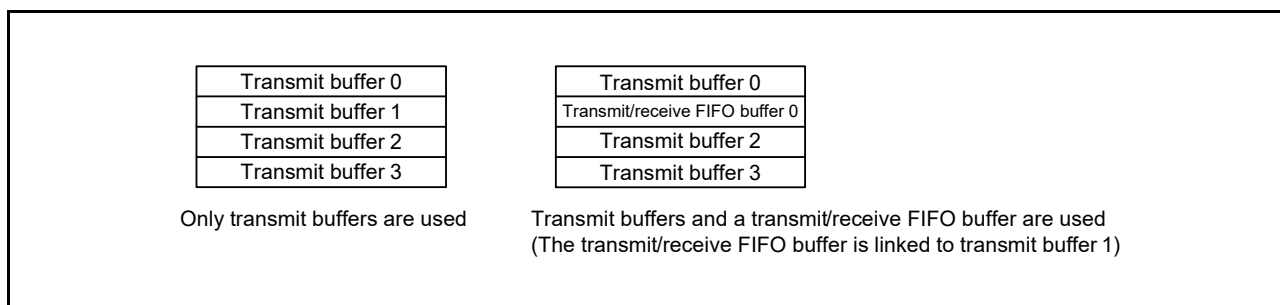 Transmit buffer 0
Transmit buffer 1
Transmit buffer 2
Transmit buffer 3
Only transmit buffers are used
Transmit buffer 0
Transmit/receive FIFO buffer 0
Transmit buffer 2
Transmit buffer 3
Transmit buffers and a transmit/receive FIFO buffer are used
(The transmit/receive FIFO buffer is linked to transmit buffer 1)